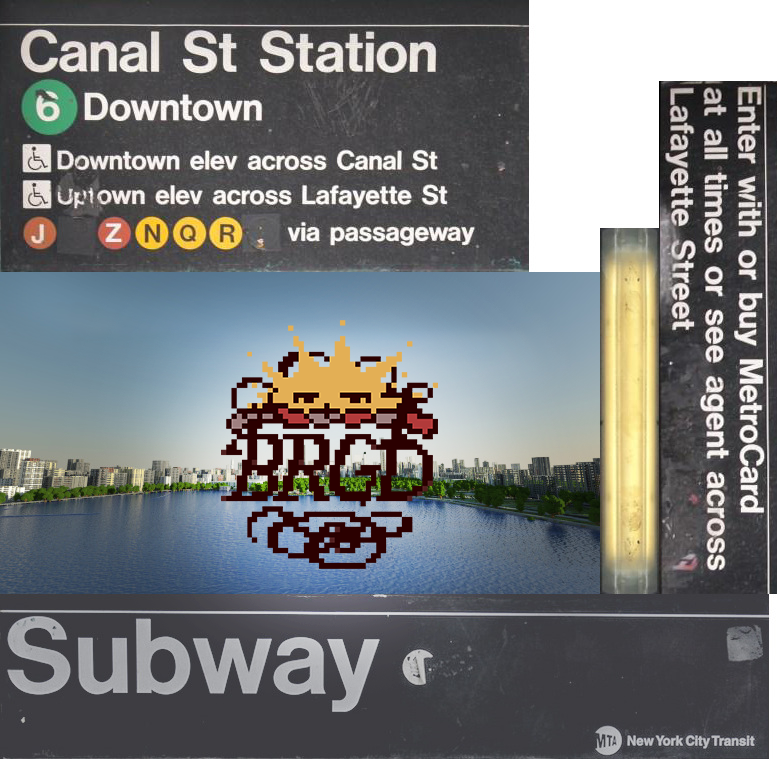 Canal St Station
6 Downtown
Downtown elev across Canal St
Uptown elev across Lafayette St
J Z N Q R via passageway
Enter with or buy MetroCard
at all times or see agent across
Lafayette Street
BRGD
Subway
MTA New York City Transit